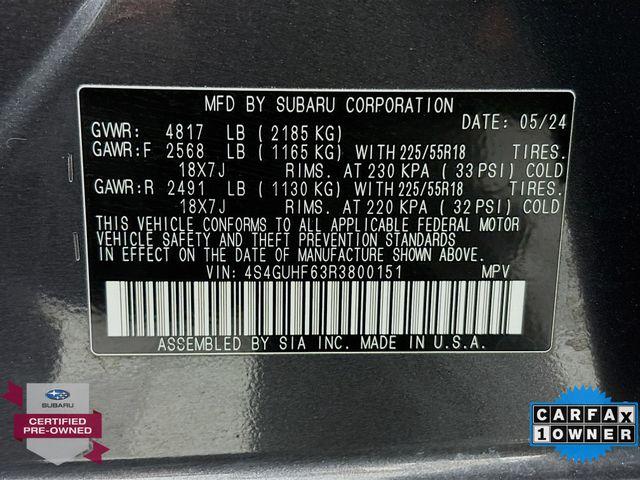 MFD BY SUBARU CORPORATION
DATE: 05/24
GVWR: 4817 LB (2185 KG)
GAWR:F 2568 LB (1165 KG) WITH 225/55R18 TIRES.
18X7J RIMS. AT 230 KPA (33 PSI) COLD
GAWR:R 2491 LB (1130 KG) WITH 225/55R18 TIRES.
18X7J RIMS. AT 220 KPA (32 PSI) COLD
THIS VEHICLE CONFORMS TO ALL APPLICABLE FEDERAL MOTOR
VEHICLE SAFETY AND THEFT PREVENTION STANDARDS
IN EFFECT ON THE DATE OF MANUFACTURE SHOWN ABOVE.
VIN: 4S4GUHF63R3800151 MPV
ASSEMBLED BY SIA INC. MADE IN U.S.A.
SUBARU
CERTIFIED
PRE-OWNED
CARFAX
1 OWNER